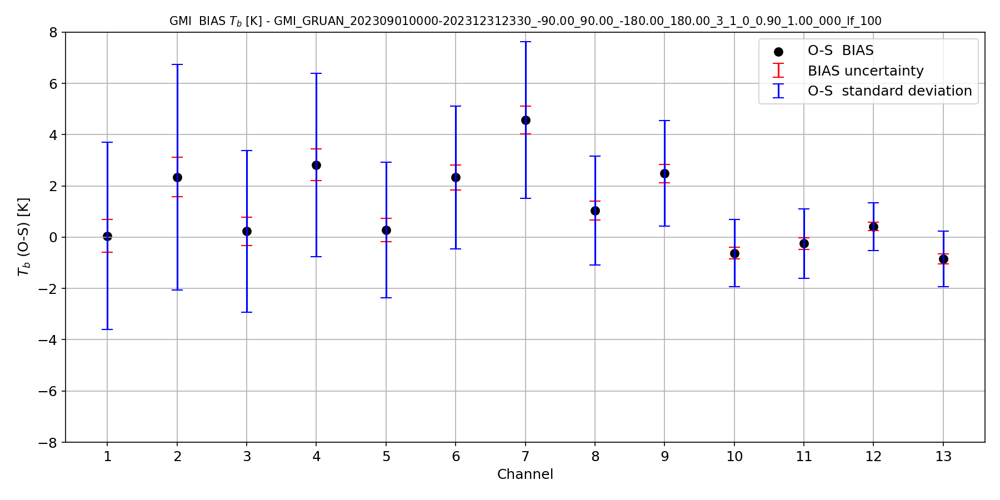 GMI  BIAS T_b [K] - GMI_GRUAN_202309010000-202312312330_-90.00_90.00_-180.00_180.00_3_1_0_0.90_1.00_000_lf_100
O-S  BIAS
BIAS uncertainty
O-S  standard deviation
T_b (O-S) [K]
8
6
4
2
0
−2
−4
−6
−8
1 2 3 4 5 6 7 8 9 10 11 12 13
Channel